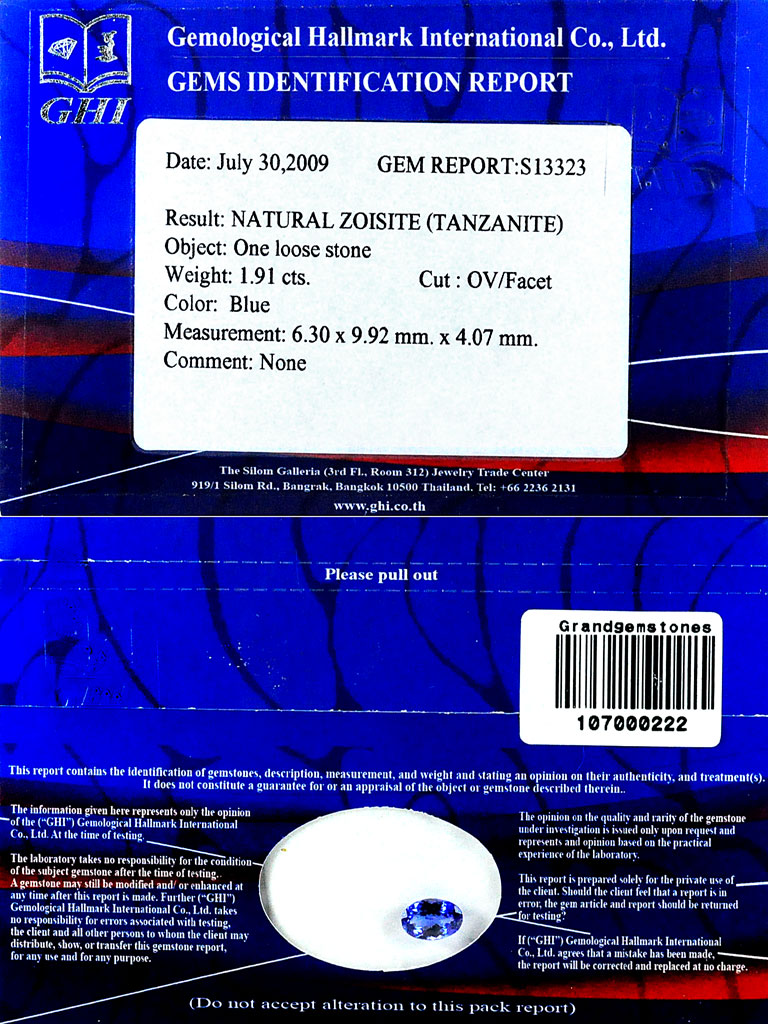 Gemological Hallmark International Co., Ltd.
GEMS IDENTIFICATION REPORT
GHI
Date: July 30,2009 GEM REPORT:S13323
Result: NATURAL ZOISITE (TANZANITE)
Object: One loose stone
Weight: 1.91 cts. Cut : OV/Facet
Color: Blue
Measurement: 6.30 x 9.92 mm. x 4.07 mm.
Comment: None
The Silom Galleria (3rd Fl., Room 312) Jewelry Trade Center
919/1 Silom Rd., Bangrak, Bangkok 10500 Thailand. Tel: +66 2236 2131
www.ghi.co.th
Please pull out
Grandgemstones
107000222
This report contains the identification of gemstones, description, measurement, and weight and stating an opinion on their authenticity, and treatment(s).
It does not constitute a guarantee for or an appraisal of the object or gemstone described therein..
The information given here represents only the opinion
of the ("GHI") Gemological Hallmark International
Co., Ltd. At the time of testing.
The laboratory takes no responsibility for the condition
of the subject gemstone after the time of testing..
A gemstone may still be modified and/ or enhanced at
any time after this report is made. Further ("GHI")
Gemological Hallmark International Co., Ltd. takes
no responsibility for errors associated with testing,
the client and all other persons to whom the client may
distribute, show, or transfer this gemstone report,
for any use and for any purpose.
The opinion on the quality and rarity of the gemstone
under investigation is issued only upon request and
represents and opinion based on the practical
experience of the laboratory.
This report is prepared solely for the private use of
the client. Should the client feel that a report is in
error, the gem article and report should be returned
for testing?
If ("GHI") Gemological Hallmark International
Co., Ltd. agrees that a mistake has been made,
the report will be corrected and replaced at no charge.
(Do not accept alteration to this pack report)